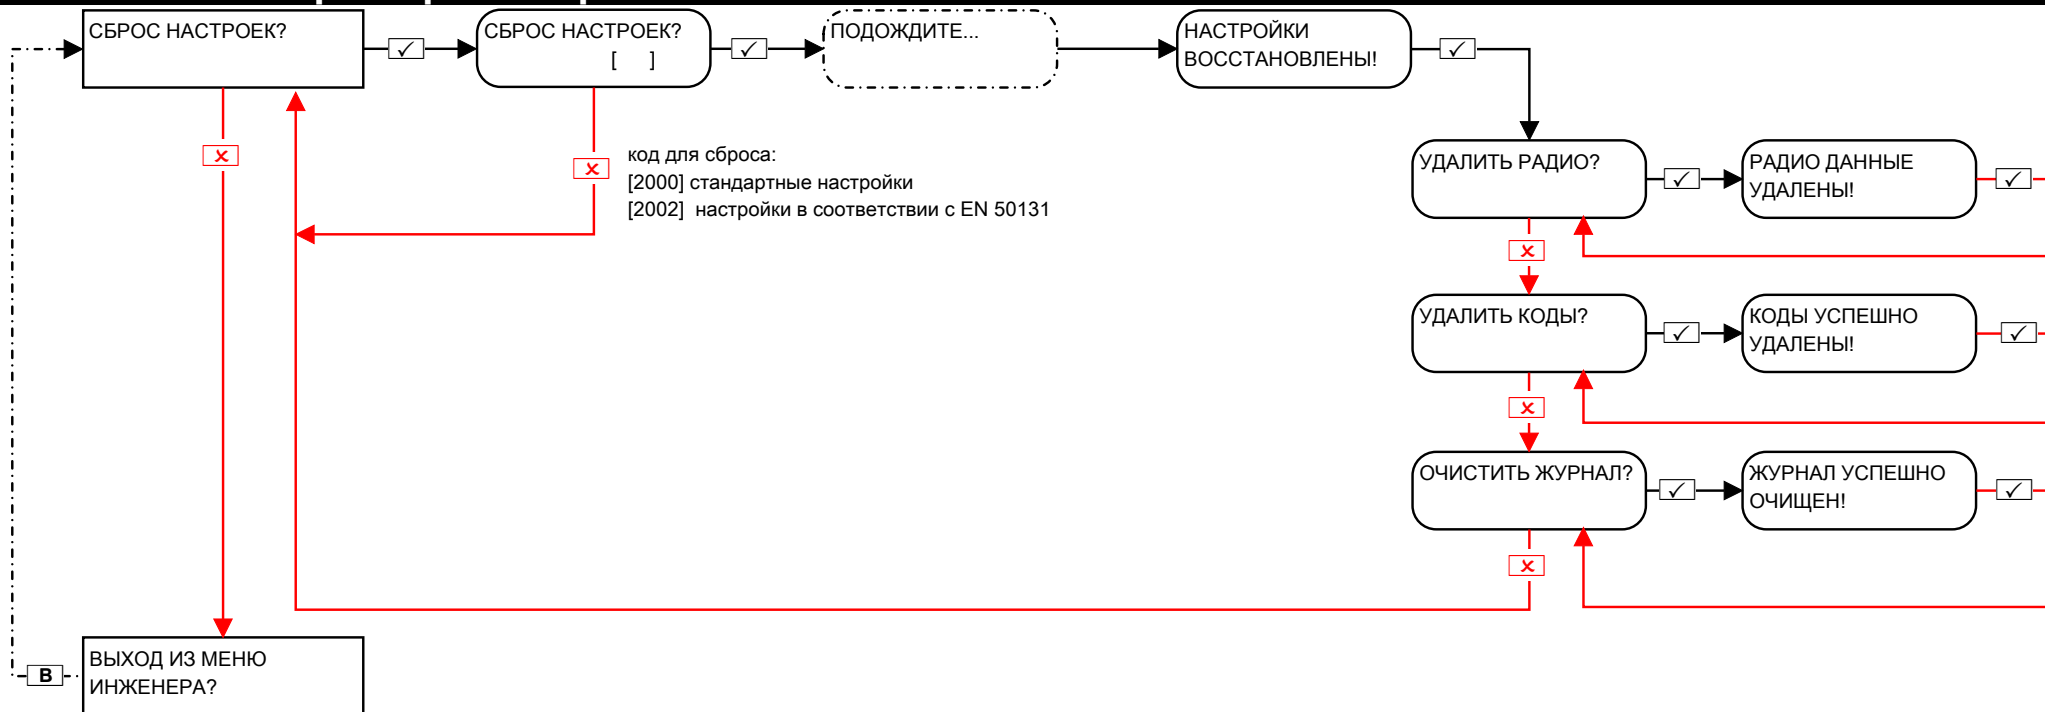 СБРОС НАСТРОЕК?
СБРОС НАСТРОЕК?
[ ]
ПОДОЖДИТЕ...
НАСТРОЙКИ
ВОССТАНОВЛЕНЫ!
код для сброса:
[2000] стандартные настройки
[2002] настройки в соответствии с EN 50131
УДАЛИТЬ РАДИО?
РАДИО ДАННЫЕ
УДАЛЕНЫ!
УДАЛИТЬ КОДЫ?
КОДЫ УСПЕШНО
УДАЛЕНЫ!
ОЧИСТИТЬ ЖУРНАЛ?
ЖУРНАЛ УСПЕШНО
ОЧИЩЕН!
B
ВЫХОД ИЗ МЕНЮ
ИНЖЕНЕРА?